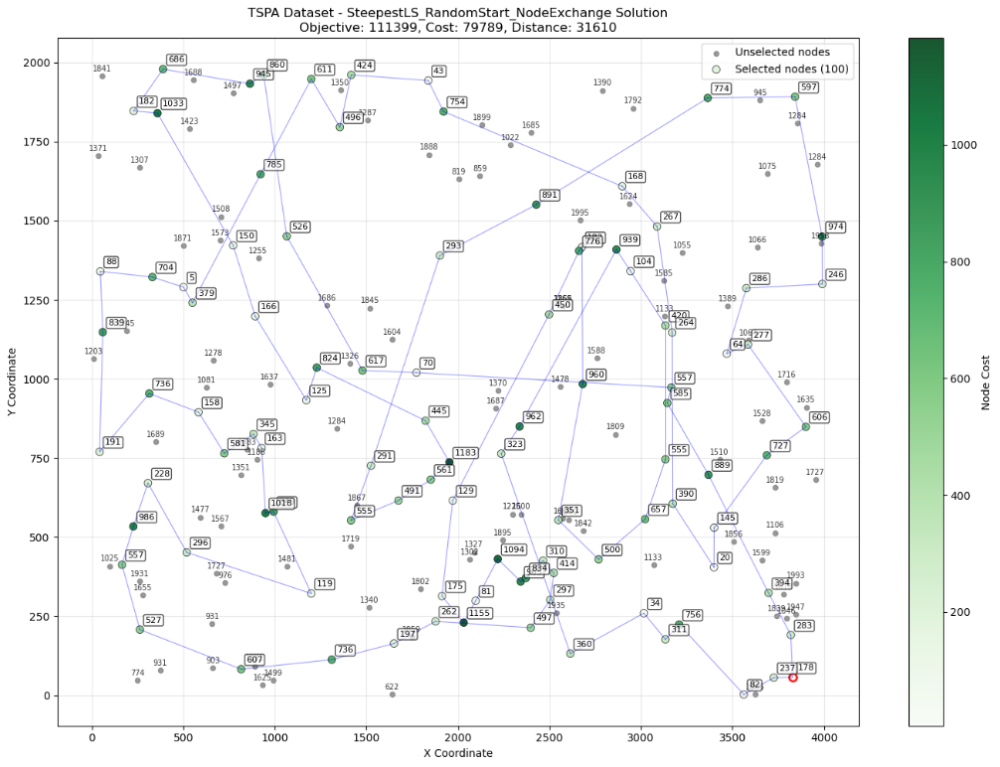 TSPA Dataset - SteepestLS_RandomStart_NodeExchange Solution
Objective: 111399, Cost: 79789, Distance: 31610
Unselected nodes
Selected nodes (100)
Y Coordinate
2000
1750
1500
1250
1000
750
500
250
0
0 500 1000 1500 2000 2500 3000 3500 4000
X Coordinate
Node Cost
1000
800
600
400
200
1841 686 1688 1497 945 860 611 1350 424 43 1390 774 945 597
182 1033 1423 496 1287 754 1899 1685 1792 1284
1371 1307 785 1888 819 859 1022 168 1624 1075 1284
1508 1573 1871 150 526 1255 293 891 1995 776 939 267 1055 1066 974
88 704 5 379 166 1686 1845 104 1585 286 246
839 1203 1604 450 1133 420 264 1389 64 277
1278 1081 1637 824 1326 617 70 1370 1478 1588 960 557 585 1716
736 158 125 1284 445 1687 962 1809 1528 1635 606
191 1689 581 345 163 1351 291 1183 323 555 1510 889 727 1727
228 1018 1867 555 491 561 129 390 1819
986 1477 1567 1719 1895 351 1842 500 657 145 1856 1106
557 296 1025 1727 976 1481 1327 1094 310 414 1133 20 1599
1931 1655 119 1340 1802 175 81 834 297 1935 394 1993
527 931 262 1155 497 34 756 1947 283
931 774 903 607 736 197 360 311
1625 1499 622 82 237 178